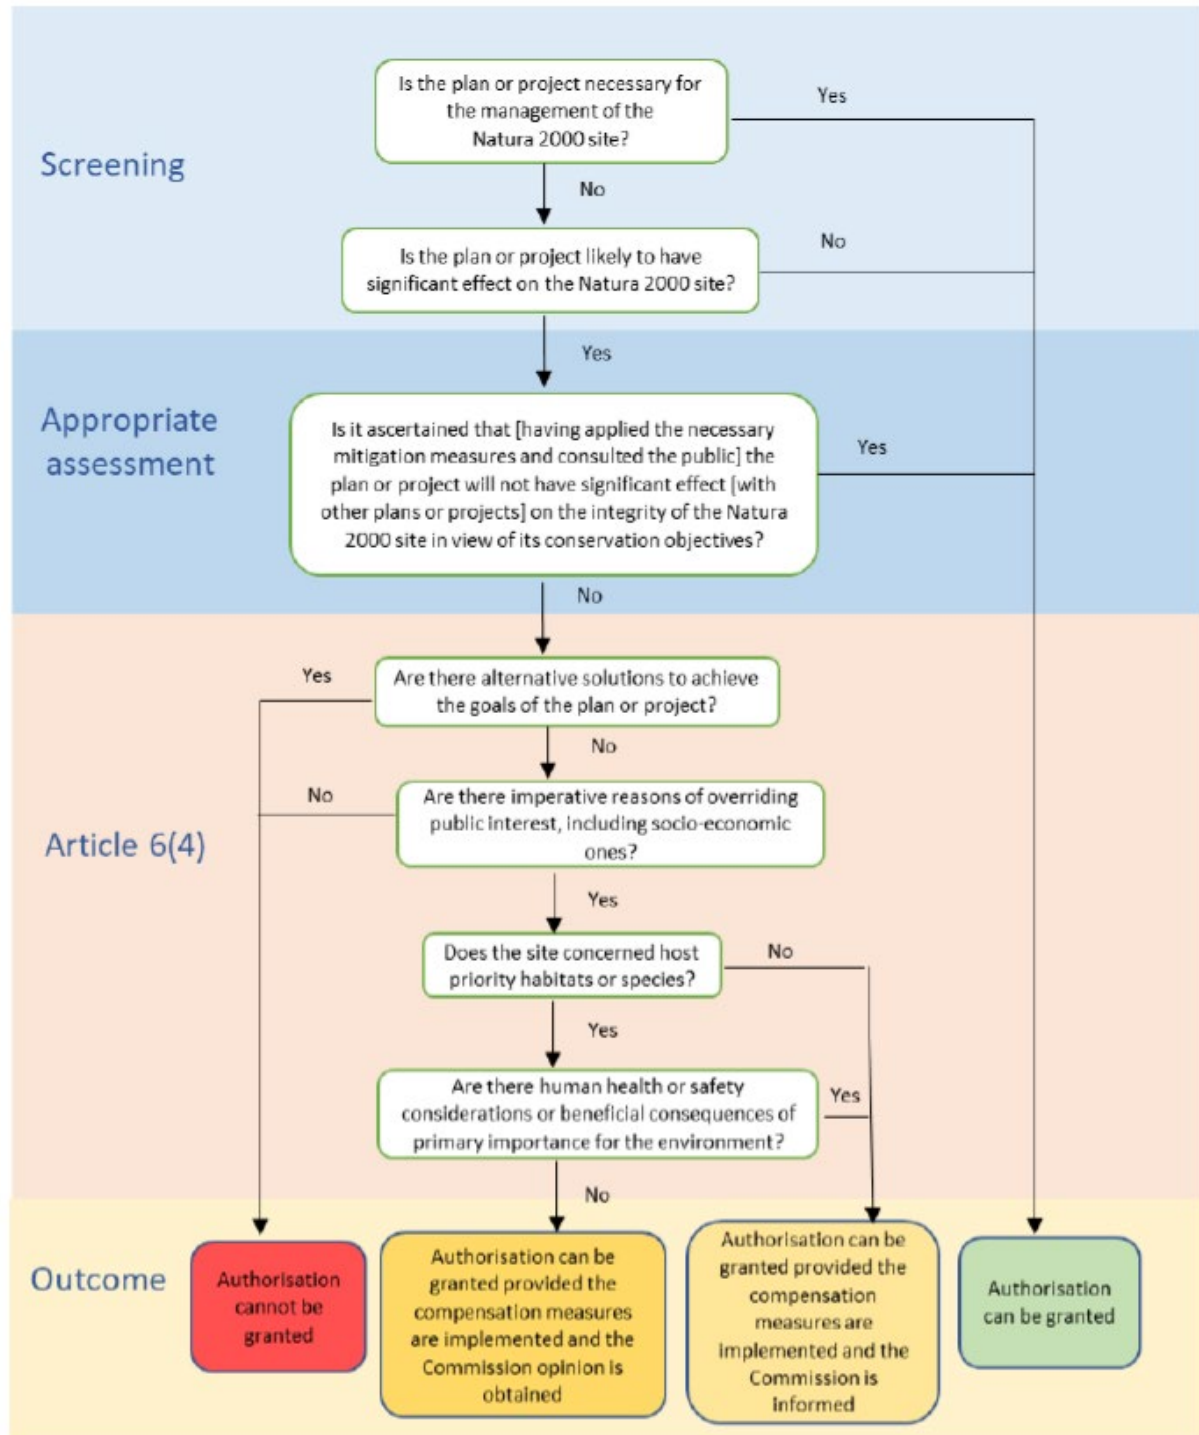 Is the plan or project necessary for
the management of the
Natura 2000 site?
Yes
Screening
No
Is the plan or project likely to have
significant effect on the Natura 2000 site?
No
Yes
Appropriate
assessment
Is it ascertained that [having applied the necessary
mitigation measures and consulted the public] the
plan or project will not have significant effect [with
other plans or projects] on the integrity of the Natura
2000 site in view of its conservation objectives?
Yes
No
Are there alternative solutions to achieve
the goals of the plan or project?
Yes
No
Article 6(4)
Are there imperative reasons of overriding
public interest, including socio-economic
ones?
No
Yes
Does the site concerned host
priority habitats or species?
No
Yes
Are there human health or safety
considerations or beneficial consequences of
primary importance for the environment?
Yes
No
Outcome
Authorisation
cannot be
granted
Authorisation can be
granted provided the
compensation measures
are implemented and the
Commission opinion is
obtained
Authorisation can be
granted provided the
compensation
measures are
implemented and the
Commission is
informed
Authorisation
can be granted